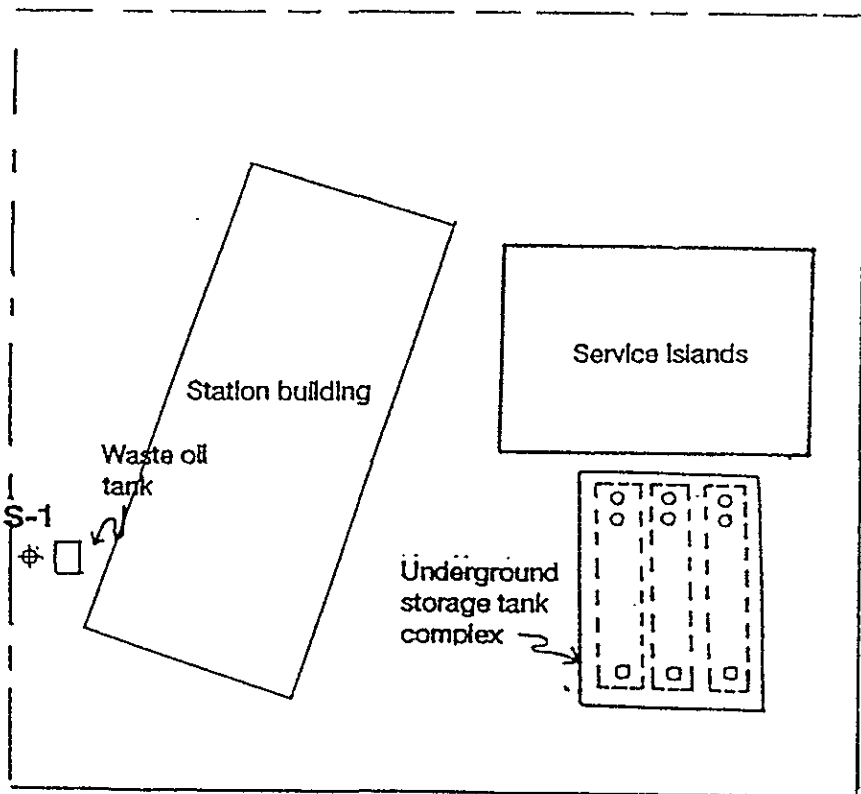 Station building
Service islands
Waste oil
tank
S-1
Underground
storage tank
complex